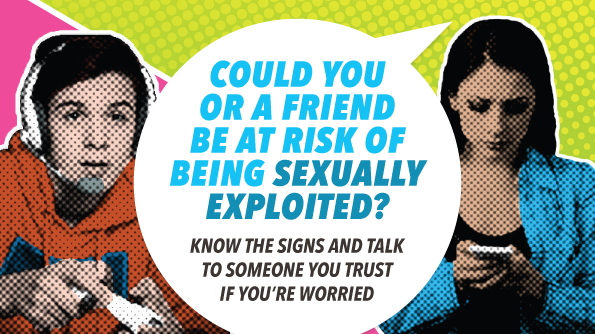 COULD YOU
OR A FRIEND
BE AT RISK OF
BEING SEXUALLY
EXPLOITED?
KNOW THE SIGNS AND TALK
TO SOMEONE YOU TRUST
IF YOU'RE WORRIED